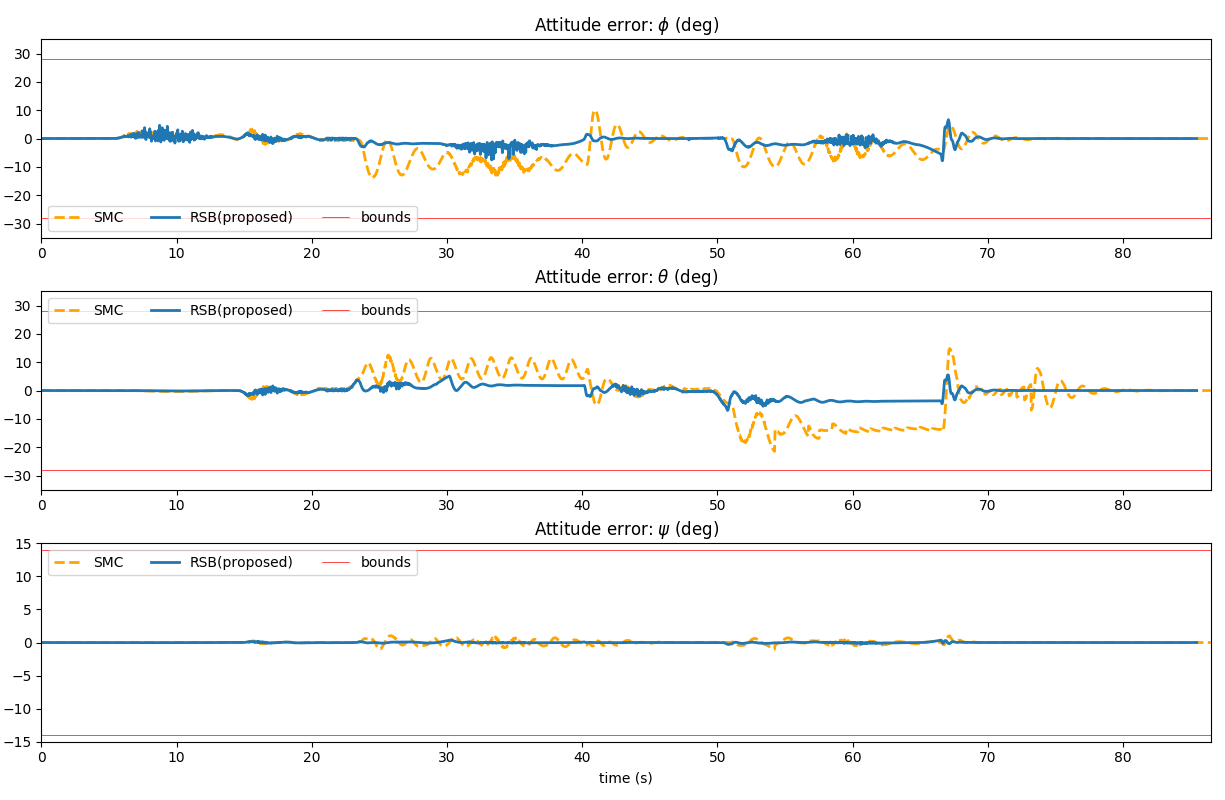 Attitude error: ϕ (deg)
30
20
10
0
−10
−20
−30
SMC RSB(proposed) bounds
0 10 20 30 40 50 60 70 80
Attitude error: θ (deg)
30
20
10
0
−10
−20
−30
SMC RSB(proposed) bounds
0 10 20 30 40 50 60 70 80
Attitude error: ψ (deg)
15
10
5
0
−5
−10
−15
SMC RSB(proposed) bounds
0 10 20 30 40 50 60 70 80
time (s)